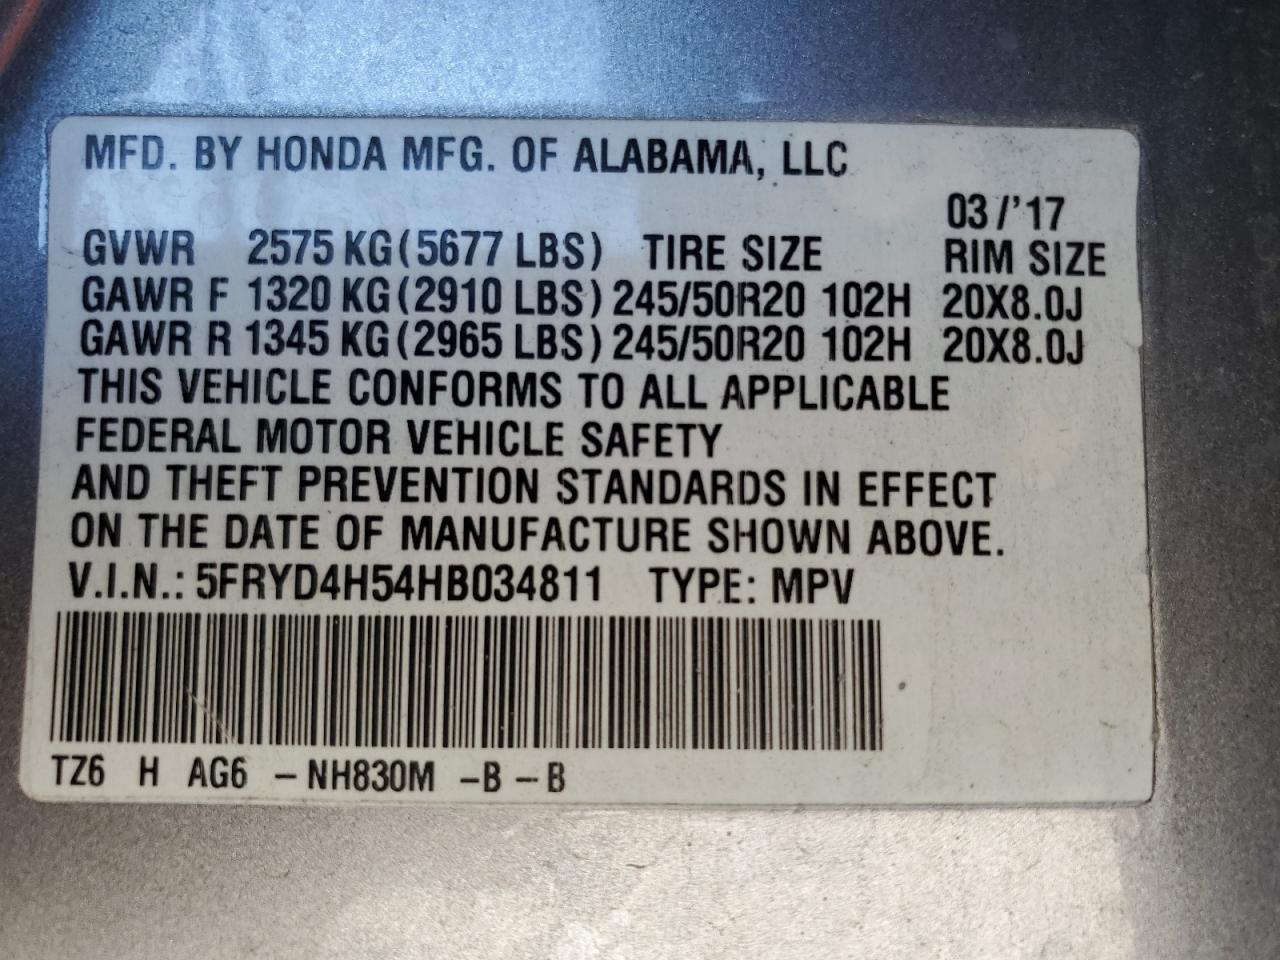 MFD. BY HONDA MFG. OF ALABAMA, LLC
03/'17
GVWR 2575 KG (5677 LBS) TIRE SIZE RIM SIZE
GAWR F 1320 KG (2910 LBS) 245/50R20 102H 20X8.0J
GAWR R 1345 KG (2965 LBS) 245/50R20 102H 20X8.0J
THIS VEHICLE CONFORMS TO ALL APPLICABLE
FEDERAL MOTOR VEHICLE SAFETY
AND THEFT PREVENTION STANDARDS IN EFFECT
ON THE DATE OF MANUFACTURE SHOWN ABOVE.
V.I.N.: 5FRYD4H54HB034811 TYPE: MPV
TZ6 H AG6 – NH830M –B – B